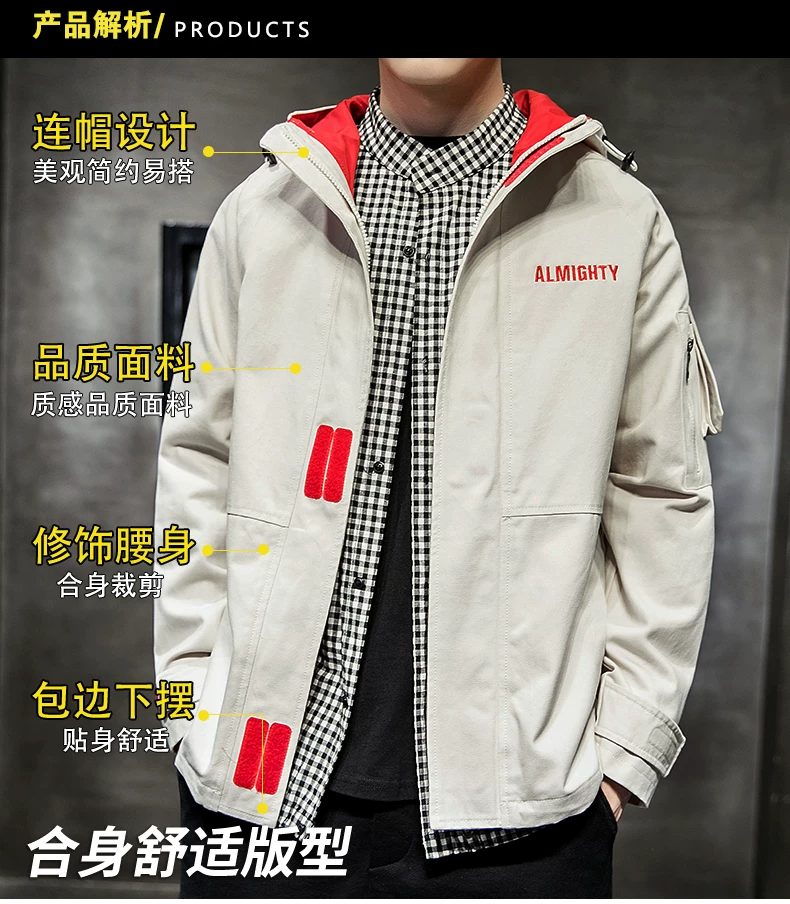 产品解析/ PRODUCTS
连帽设计
美观简约易搭
ALMIGHTY
品质面料
质感品质面料
修饰腰身
合身裁剪
包边下摆
贴身舒适
合身舒适版型